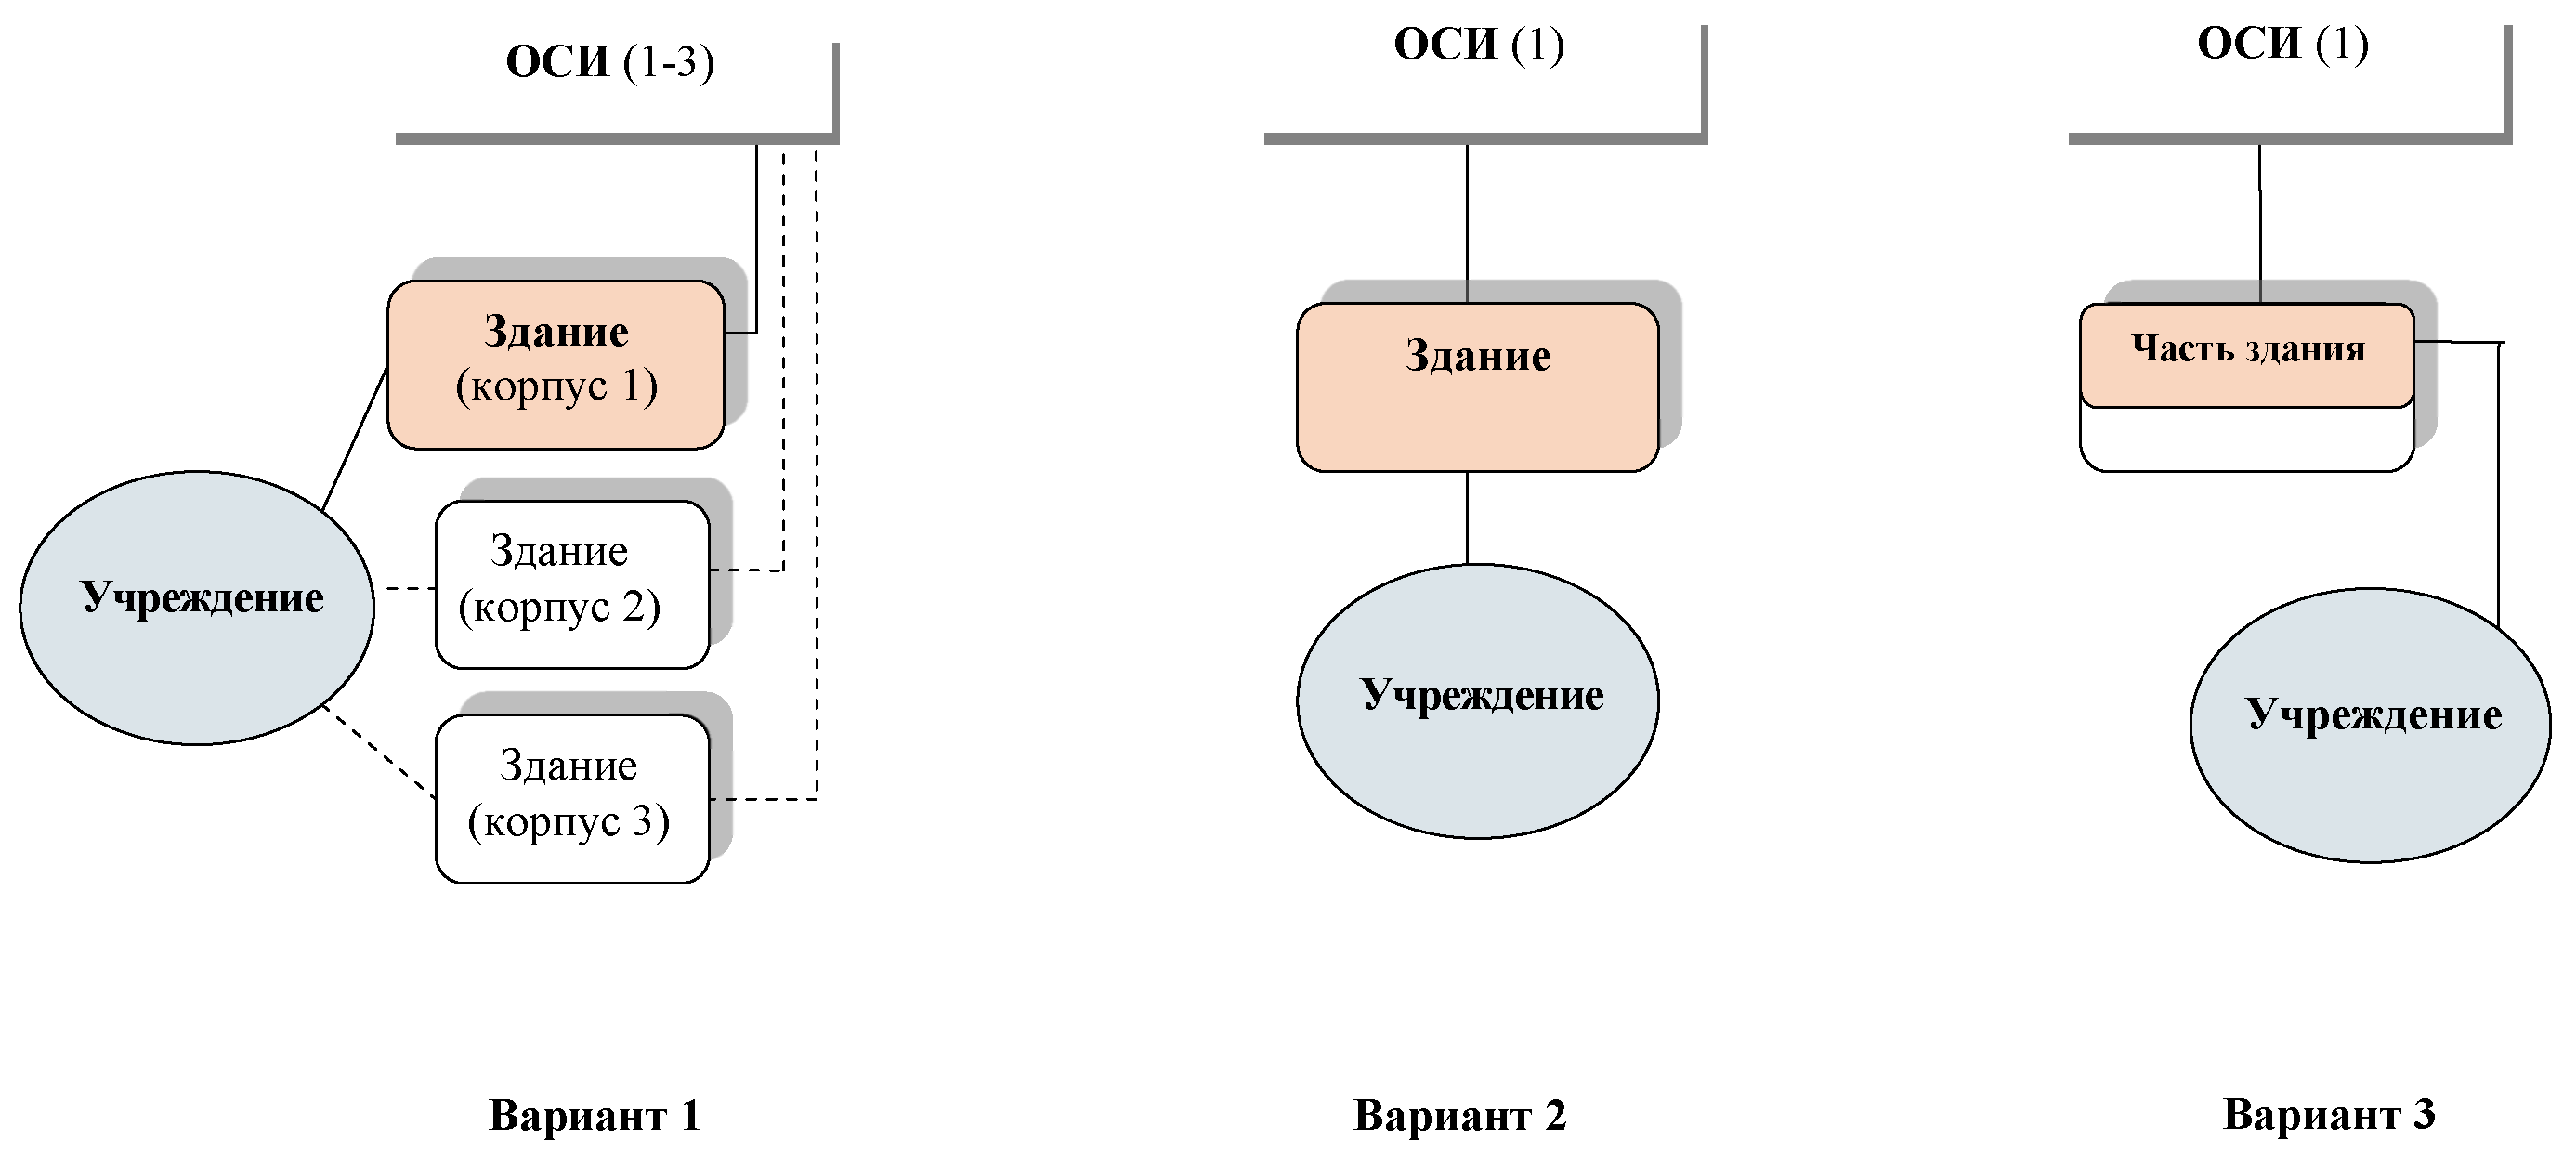 ОСИ (1-3)
Здание
(корпус 1)
Учреждение
Здание
(корпус 2)
Здание
(корпус 3)
Вариант 1
ОСИ (1)
Здание
Учреждение
Вариант 2
ОСИ (1)
Часть здания
Учреждение
Вариант 3